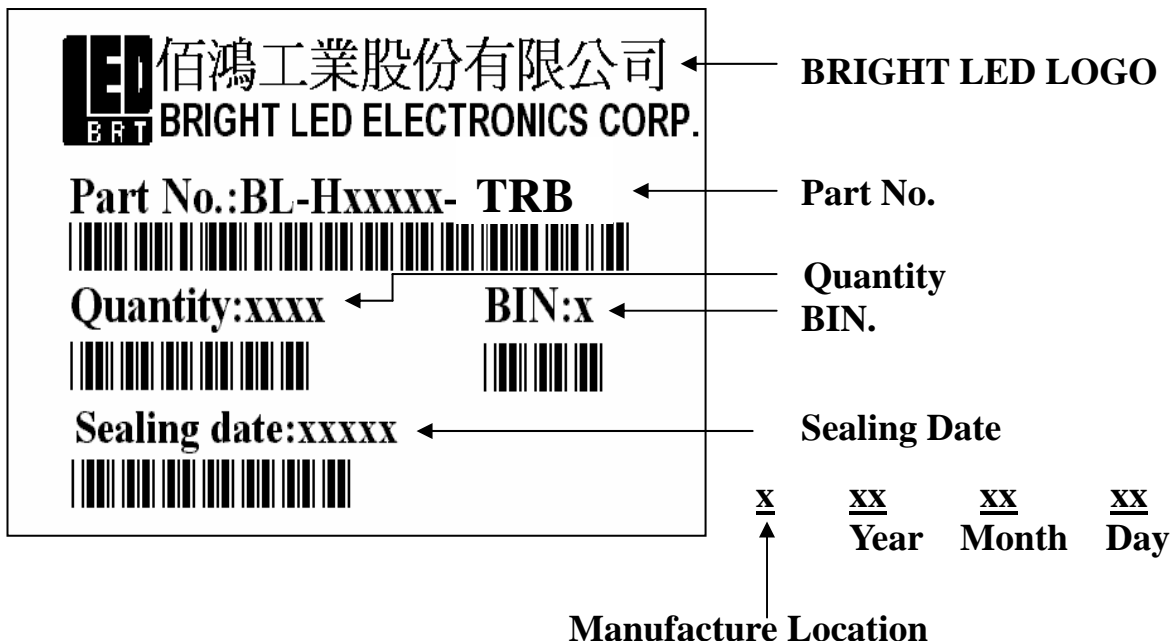 LED
BRT
佰鴻工業股份有限公司
BRIGHT LED ELECTRONICS CORP.
BRIGHT LED LOGO
Part No.:BL-Hxxxxx- TRB
Part No.
Quantity:xxxx
BIN:x
Quantity
BIN.
Sealing date:xxxxx
Sealing Date
x xx xx xx
Year Month Day
Manufacture Location